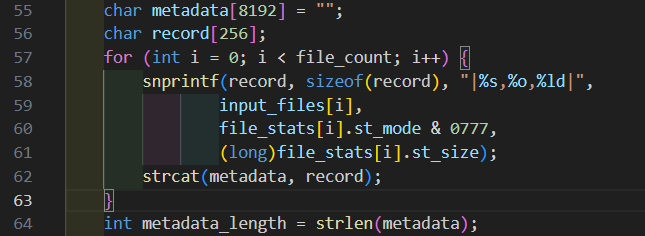 55 char metadata[8192] = "";
56 char record[256];
57 for (int i = 0; i < file_count; i++) {
58 snprintf(record, sizeof(record), "|%s,%o,%ld|",
59 input_files[i],
60 file_stats[i].st_mode & 0777,
61 (long)file_stats[i].st_size);
62 strcat(metadata, record);
63 }
64 int metadata_length = strlen(metadata);